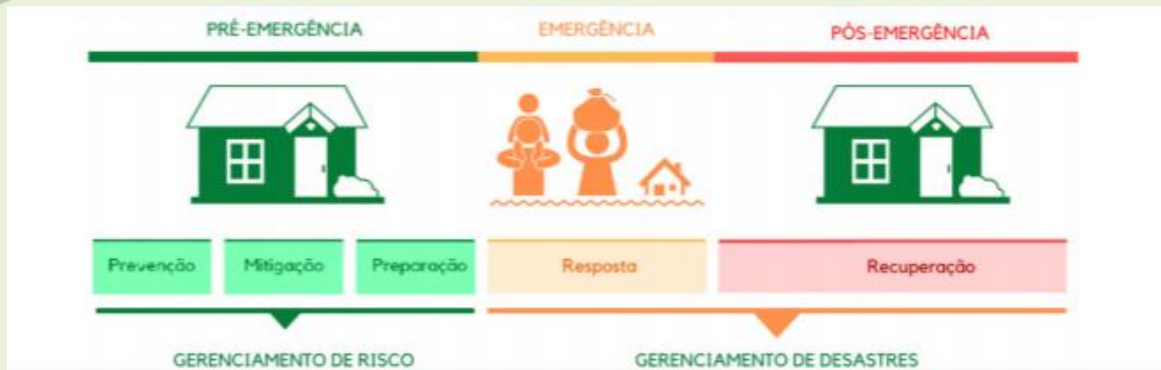 PRÉ-EMERGÊNCIA EMERGÊNCIA PÓS-EMERGÊNCIA
Prevenção Mitigação Preparação Resposta Recuperação
GERENCIAMENTO DE RISCO GERENCIAMENTO DE DESASTRES